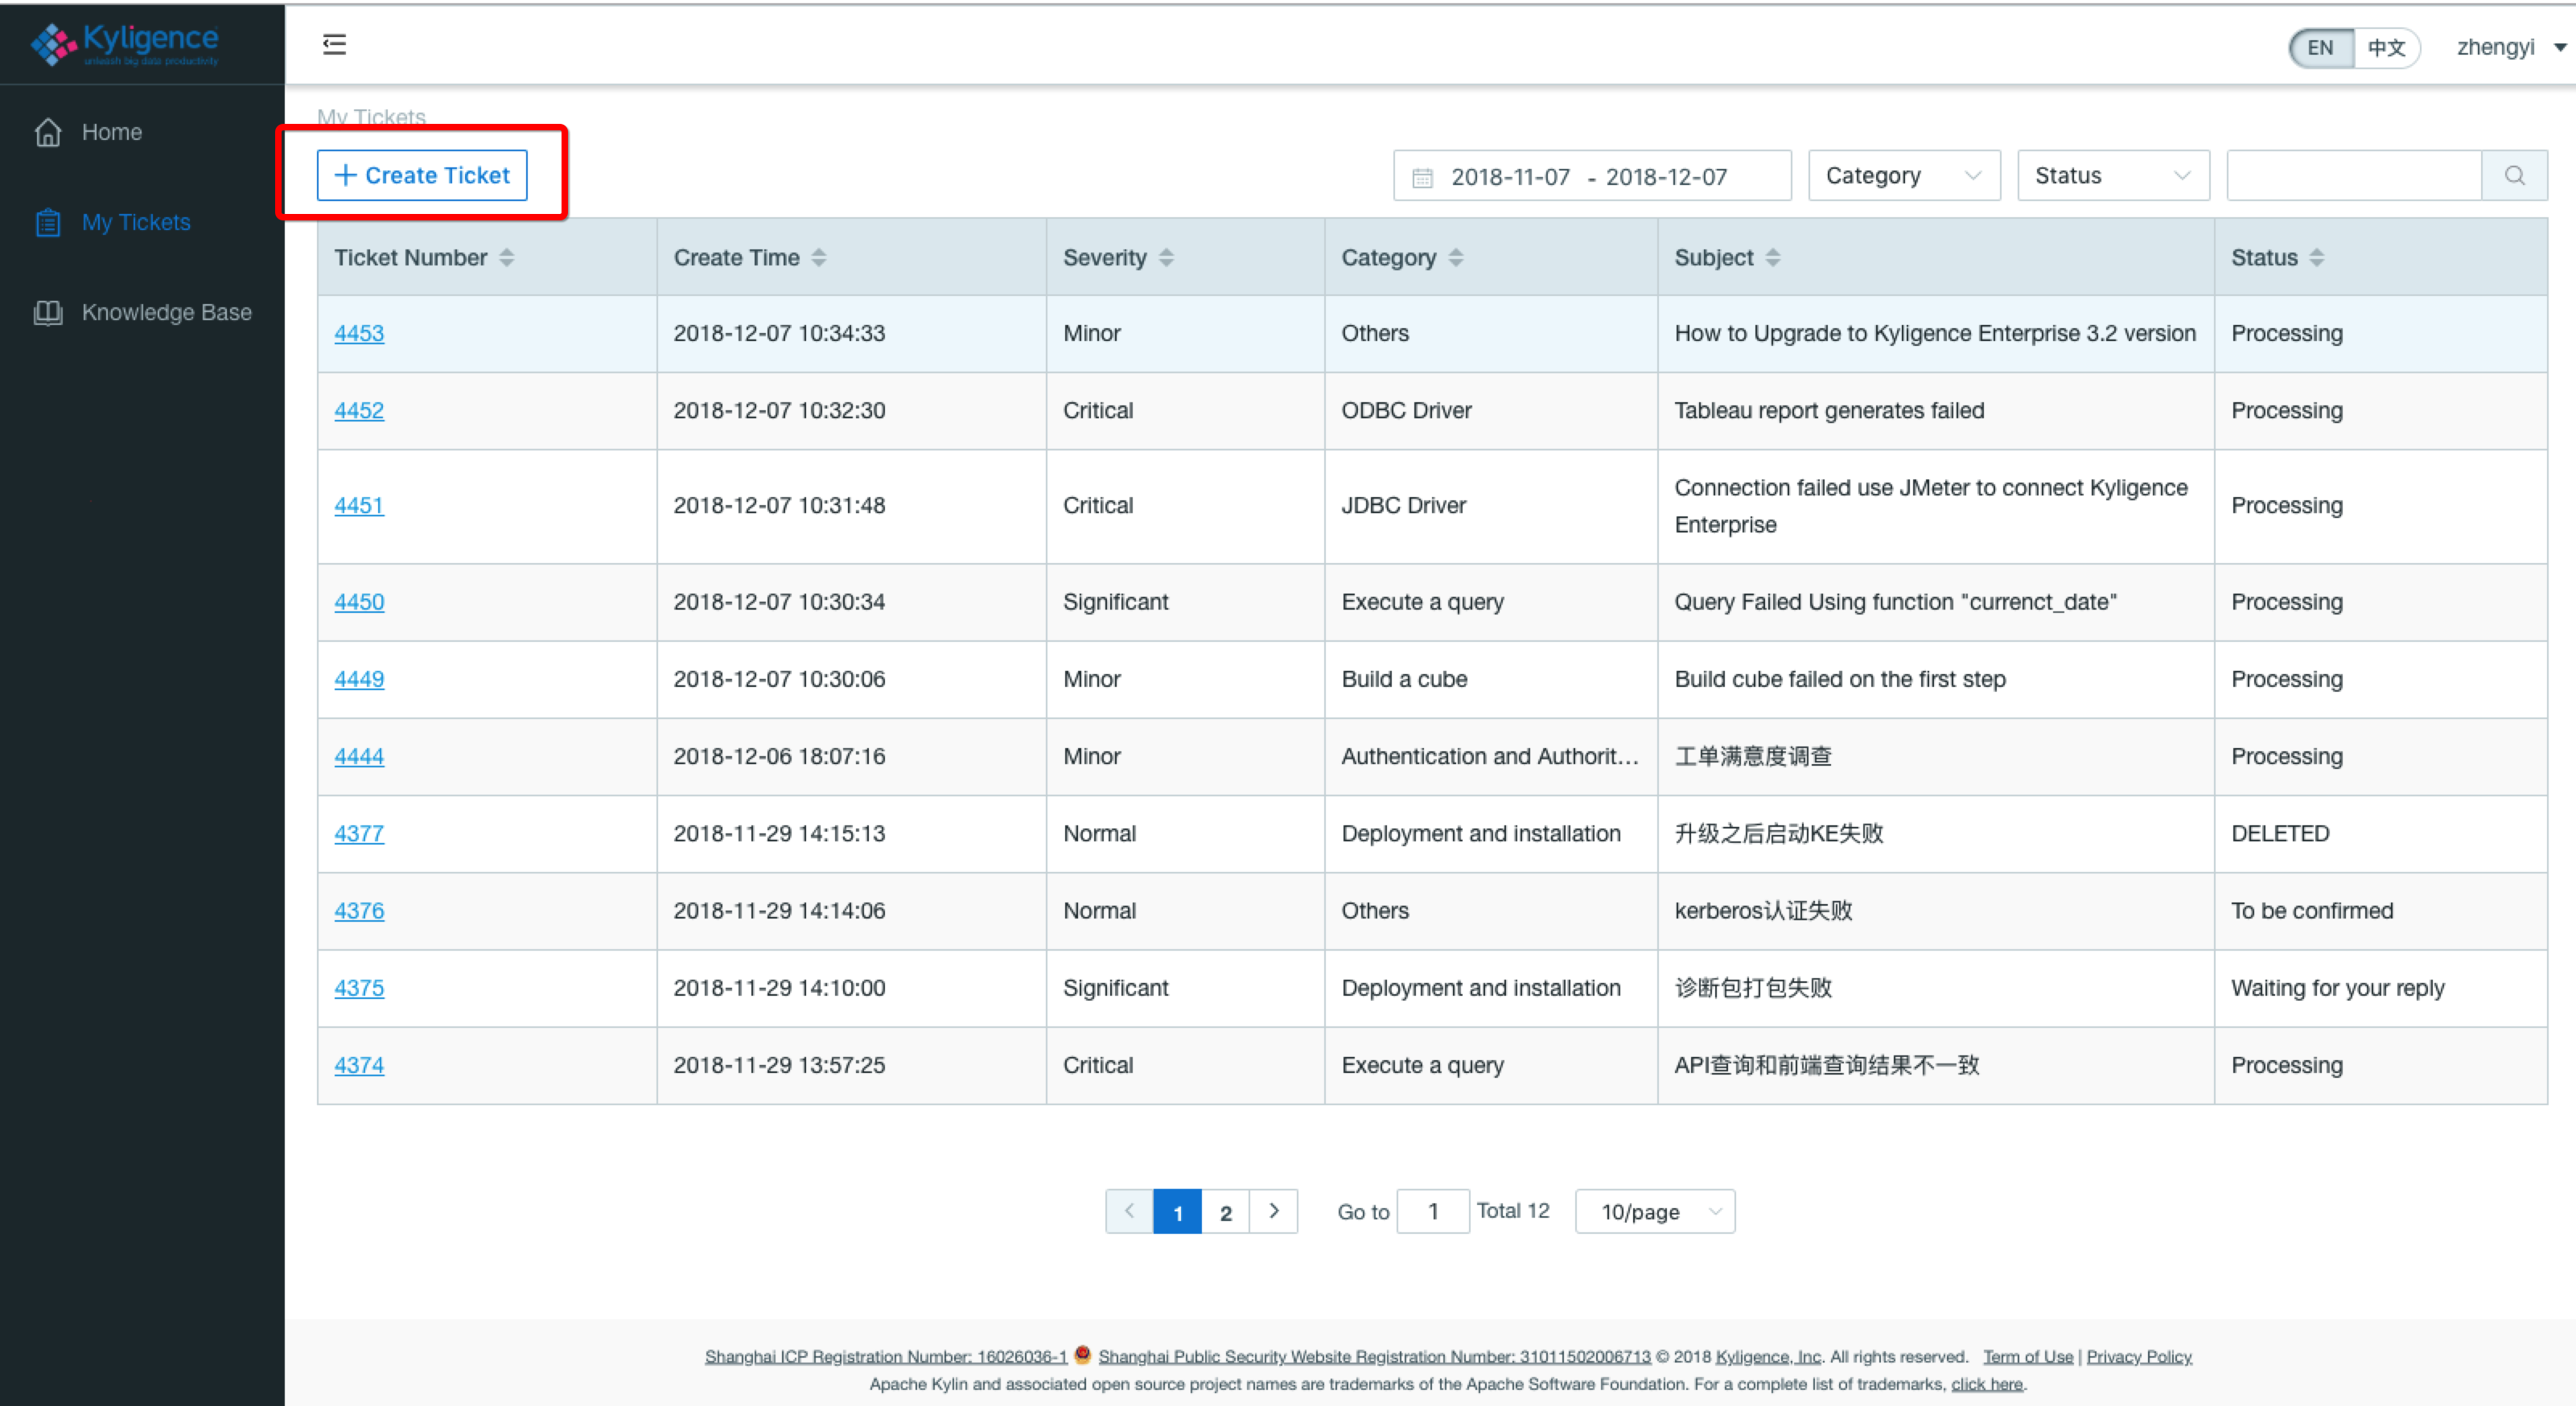 Kyligence
unleash big data productivity
EN 中文 zhengyi
Home
My Tickets
Knowledge Base
My Tickets
+ Create Ticket
2018-11-07 - 2018-12-07 Category Status
Ticket Number Create Time Severity Category Subject Status
4453 2018-12-07 10:34:33 Minor Others How to Upgrade to Kyligence Enterprise 3.2 version Processing
4452 2018-12-07 10:32:30 Critical ODBC Driver Tableau report generates failed Processing
4451 2018-12-07 10:31:48 Critical JDBC Driver Connection failed use JMeter to connect Kyligence
Enterprise Processing
4450 2018-12-07 10:30:34 Significant Execute a query Query Failed Using function "currenct_date" Processing
4449 2018-12-07 10:30:06 Minor Build a cube Build cube failed on the first step Processing
4444 2018-12-06 18:07:16 Minor Authentication and Authorit... 工单满意度调查 Processing
4377 2018-11-29 14:15:13 Normal Deployment and installation 升级之后启动KE失败 DELETED
4376 2018-11-29 14:14:06 Normal Others kerberos认证失败 To be confirmed
4375 2018-11-29 14:10:00 Significant Deployment and installation 诊断包打包失败 Waiting for your reply
4374 2018-11-29 13:57:25 Critical Execute a query API查询和前端查询结果不一致 Processing
< 1 2 > Go to 1 Total 12 10/page
Shanghai ICP Registration Number: 16026036-1 Shanghai Public Security Website Registration Number: 31011502006713 © 2018 Kyligence, Inc. All rights reserved. Term of Use | Privacy Policy
Apache Kylin and associated open source project names are trademarks of the Apache Software Foundation. For a complete list of trademarks, click here.